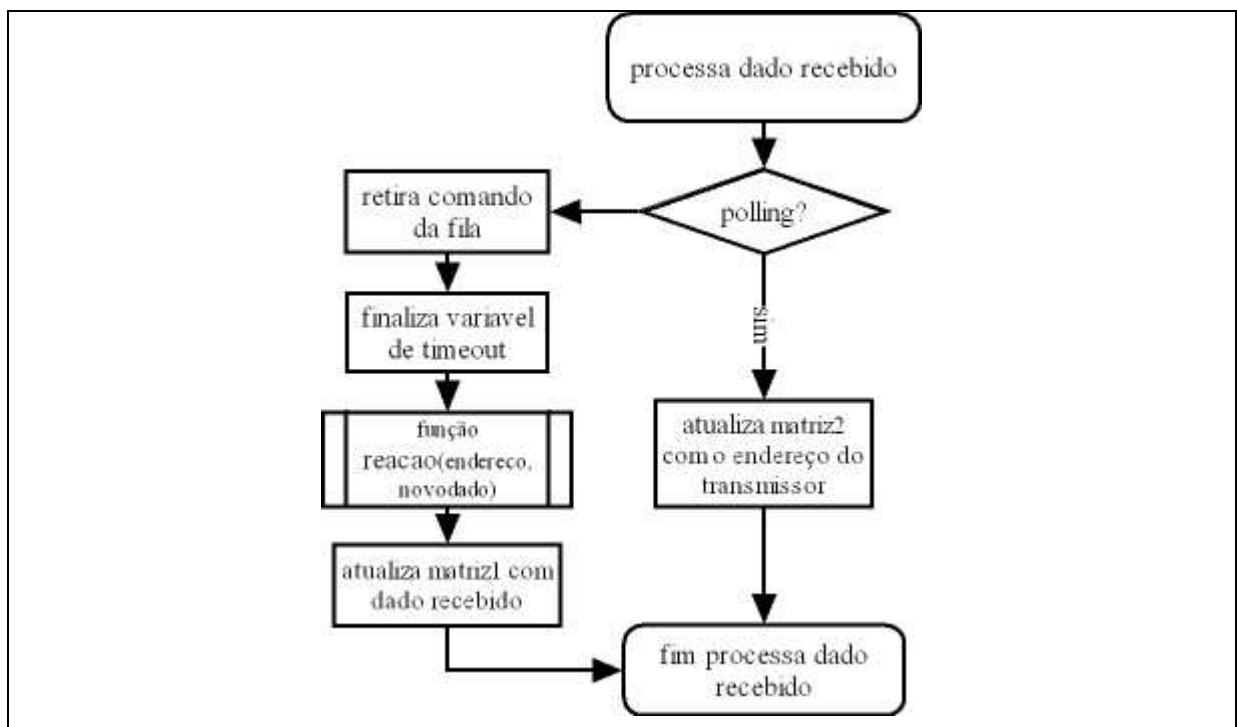 processa dado recebido
polling?
retira comando
da fila
finaliza variavel
de timeout
função
reacao(endereco,
novodado)
atualiza matriz1 com
dado recebido
sim
atualiza matriz2
com o endereço do
transmissor
fim processa dado
recebido